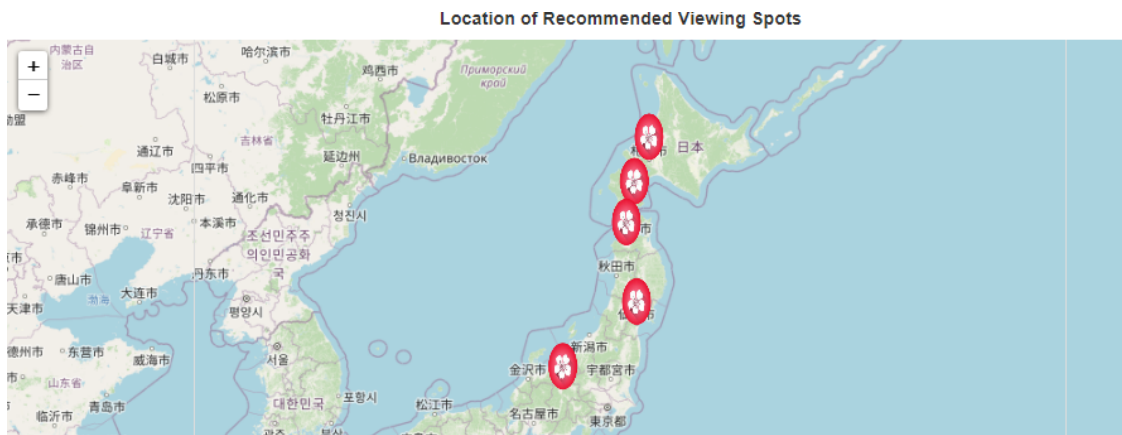 Location of Recommended Viewing Spots
+
−
内蒙古自
治区
白城市
哈尔滨市
鸡西市
Приморский
край
松原市
牡丹江市
吉林省
通辽市
四平市
延边州
Владивосток
日本
赤峰市
阜新市
沈阳市
通化市
청진시
承德市
锦州市
辽宁省
本溪市
조선민주주
의인민공화
국
丹东市
秋田市
唐山市
大连市
渤海
평양시
天津市
德州市
东营市
威海市
서울
新潟市
金沢市
宇都宮市
山东省
青岛市
临沂市
대한민국
포항시
松江市
名古屋市
東京都